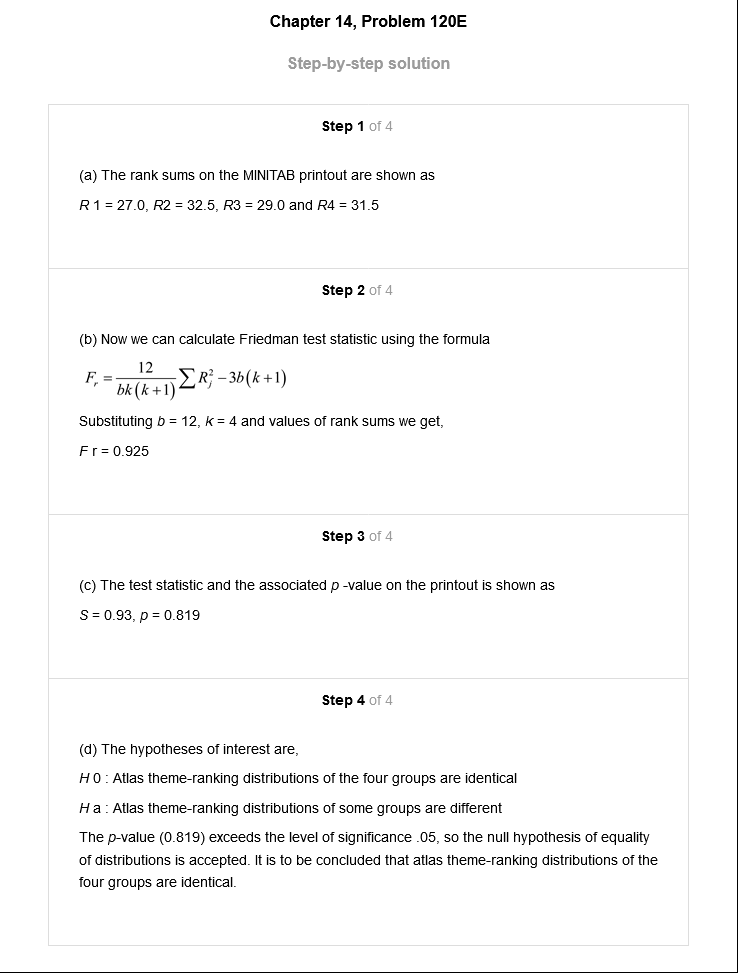 Chapter 14, Problem 120E
Step-by-step solution
Step 1 of 4
(a) The rank sums on the MINITAB printout are shown as
R 1 = 27.0, R2 = 32.5, R3 = 29.0 and R4 = 31.5
Step 2 of 4
(b) Now we can calculate Friedman test statistic using the formula
F_r = 12/(bk(k+1)) ∑ R_j^2 − 3b(k+1)
Substituting b = 12, k = 4 and values of rank sums we get,
F r = 0.925
Step 3 of 4
(c) The test statistic and the associated p -value on the printout is shown as
S = 0.93, p = 0.819
Step 4 of 4
(d) The hypotheses of interest are,
H 0 : Atlas theme-ranking distributions of the four groups are identical
H a : Atlas theme-ranking distributions of some groups are different
The p-value (0.819) exceeds the level of significance .05, so the null hypothesis of equality
of distributions is accepted. It is to be concluded that atlas theme-ranking distributions of the
four groups are identical.